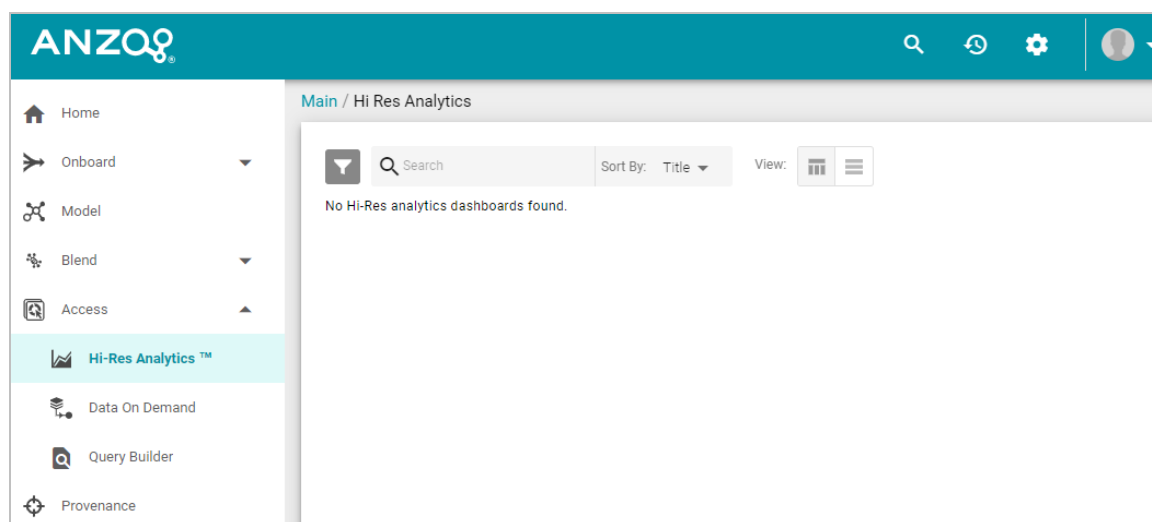 ANZO®
Home
Onboard
Model
Blend
Access
Hi-Res Analytics ™
Data On Demand
Query Builder
Provenance
Main / Hi Res Analytics
Search
Sort By: Title
View:
No Hi-Res analytics dashboards found.